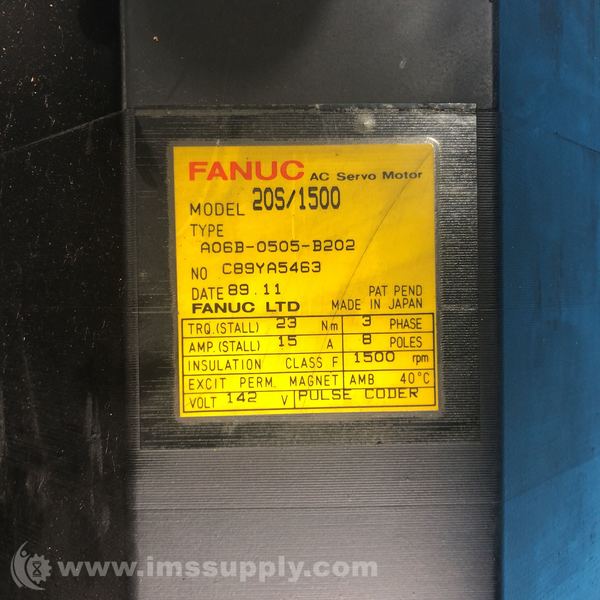 FANUC AC Servo Motor
MODEL 20S/1500
TYPE
A06B-0505-B202
NO C89YA5463
DATE 89.11 PAT PEND
FANUC LTD MADE IN JAPAN
TRQ.(STALL) 23 Nm 3 PHASE
AMP.(STALL) 15 A 8 POLES
INSULATION CLASS F 1500 rpm
EXCIT PERM. MAGNET AMB 40°C
VOLT 142 V PULSE CODER
www.imssupply.com